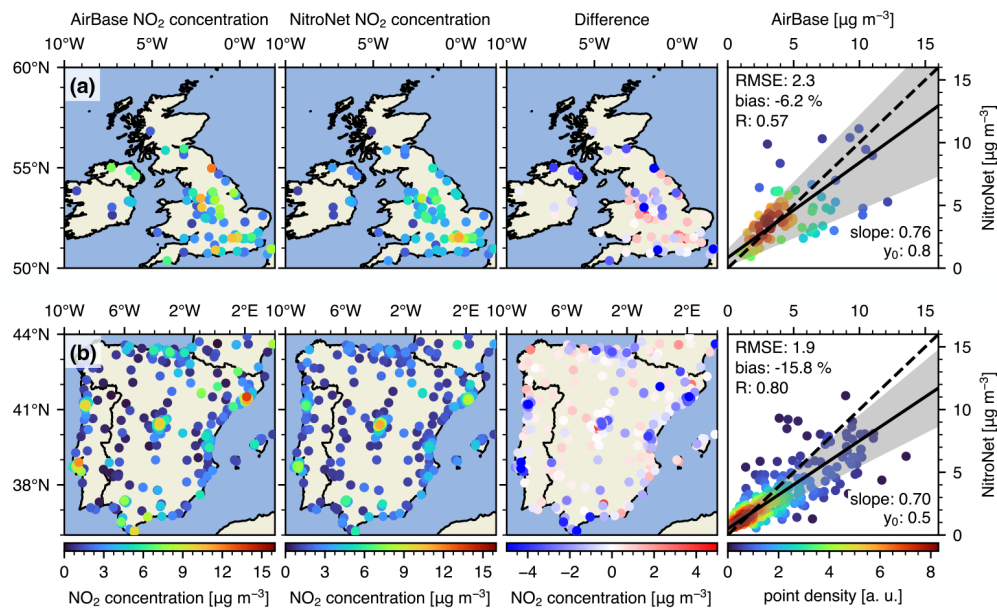 AirBase NO₂ concentration
NitroNet NO₂ concentration
Difference
AirBase [µg m⁻³]
10°W 5°W 0°W
10°W 5°W 0°W
10°W 5°W 0°W
0 5 10 15
60°N
55°N
50°N
(a)
RMSE: 2.3
bias: -6.2 %
R: 0.57
slope: 0.76
y₀: 0.8
15
10
5
0
NitroNet [µg m⁻³]
10°W 6°W 2°W 2°E
6°W 2°W 2°E
10°W 6°W 2°W 2°E
0 5 10 15
44°N
41°N
38°N
(b)
RMSE: 1.9
bias: -15.8 %
R: 0.80
slope: 0.70
y₀: 0.5
15
10
5
0
NitroNet [µg m⁻³]
0 3 6 9 12 15
0 3 6 9 12 15
−4 −2 0 2 4
0 2 4 6 8
NO₂ concentration [µg m⁻³]
NO₂ concentration [µg m⁻³]
NO₂ concentration [µg m⁻³]
point density [a. u.]